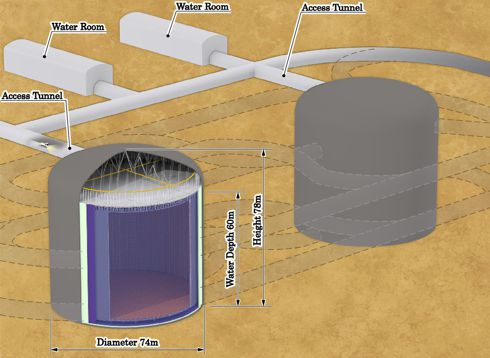 Access Tunnel
Water Room
Water Room
Access Tunnel
Water Depth 60m
Height 78m
Diameter 74m